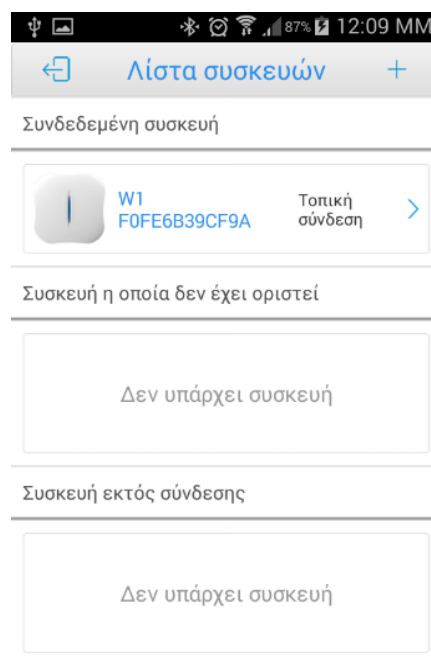 87% 12:09 ΜΜ
Λίστα συσκευών +
Συνδεδεμένη συσκευή
W1
F0FE6B39CF9A
Τοπική
σύνδεση
Συσκευή η οποία δεν έχει οριστεί
Δεν υπάρχει συσκευή
Συσκευή εκτός σύνδεσης
Δεν υπάρχει συσκευή